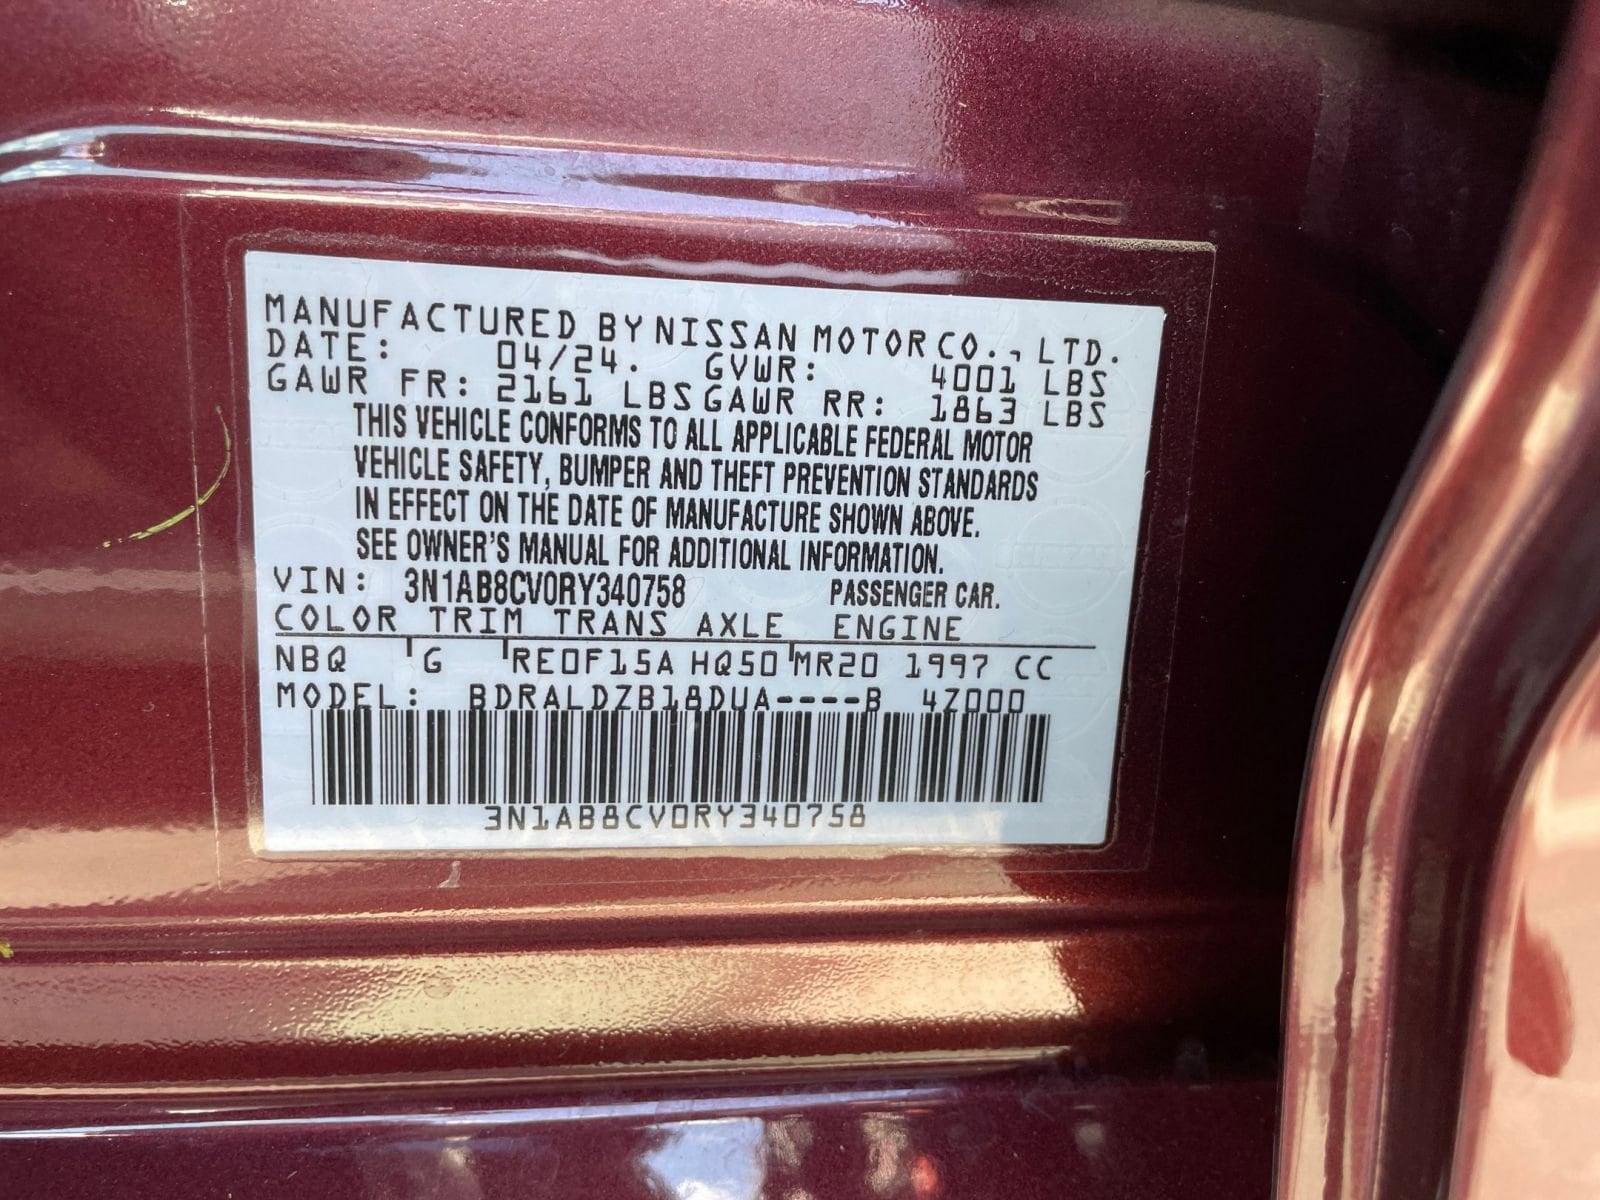 MANUFACTURED BY NISSAN MOTOR CO., LTD.
DATE: 04/24. GVWR: 4001 LBS
GAWR FR: 2161 LBS GAWR RR: 1863 LBS
THIS VEHICLE CONFORMS TO ALL APPLICABLE FEDERAL MOTOR
VEHICLE SAFETY, BUMPER AND THEFT PREVENTION STANDARDS
IN EFFECT ON THE DATE OF MANUFACTURE SHOWN ABOVE.
SEE OWNER'S MANUAL FOR ADDITIONAL INFORMATION.
VIN: 3N1AB8CV0RY340758 PASSENGER CAR.
COLOR TRIM TRANS AXLE ENGINE
NBQ G RE0F15A HQ50 MR20 1997 CC
MODEL: BDRALDZB18DUA----B 4Z000
3N1AB8CV0RY340758